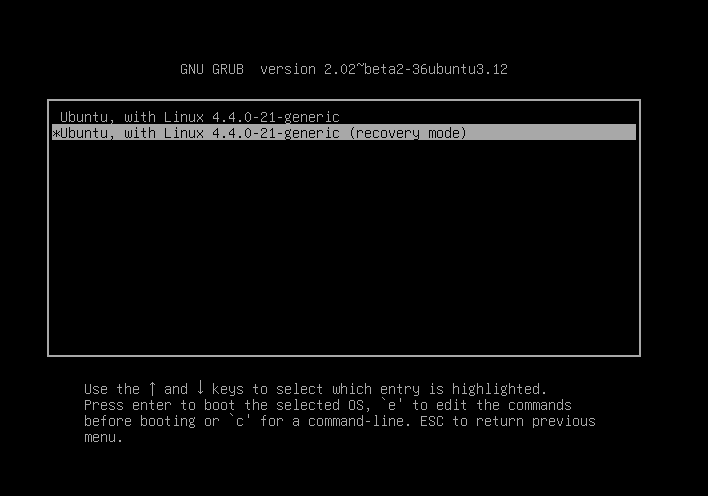 GNU GRUB  version 2.02~beta2-36ubuntu3.12
Ubuntu, with Linux 4.4.0-21-generic
*Ubuntu, with Linux 4.4.0-21-generic (recovery mode)
Use the ↑ and ↓ keys to select which entry is highlighted.
Press enter to boot the selected OS, `e' to edit the commands
before booting or `c' for a command-line. ESC to return previous
menu.